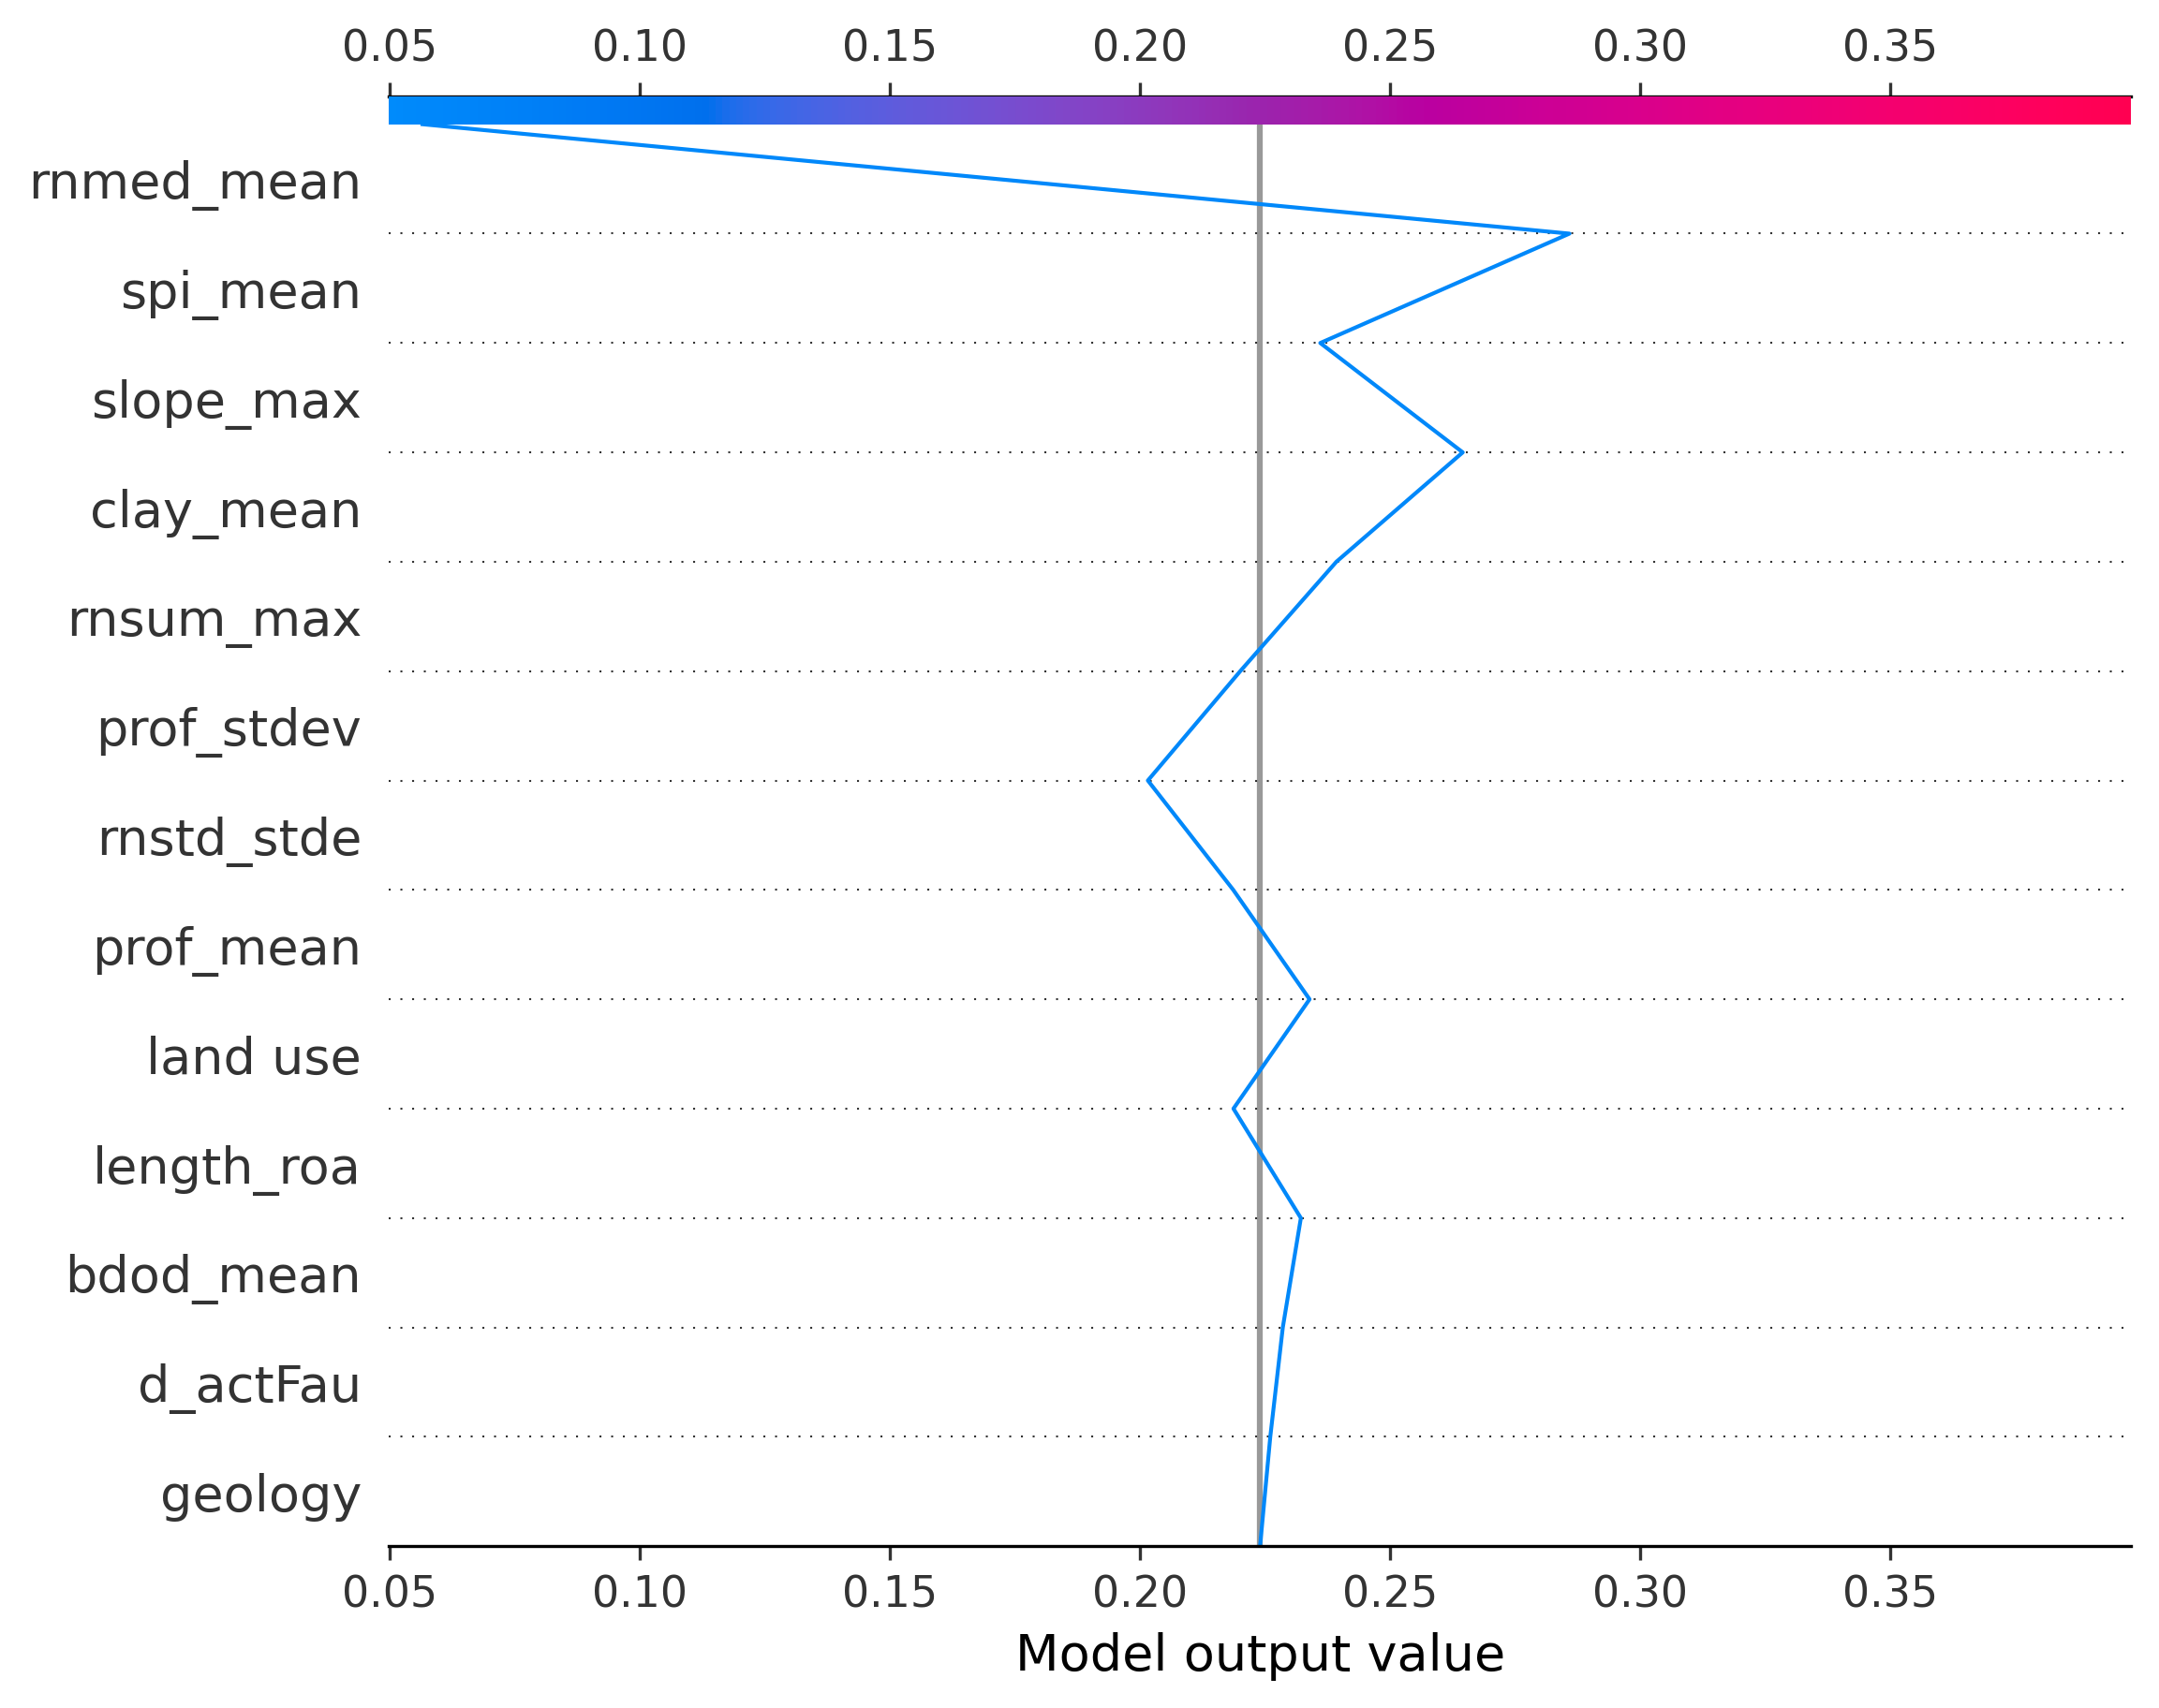 0.05 0.10 0.15 0.20 0.25 0.30 0.35
rnmed_mean
spi_mean
slope_max
clay_mean
rnsum_max
prof_stdev
rnstd_stde
prof_mean
land use
length_roa
bdod_mean
d_actFau
geology
0.05 0.10 0.15 0.20 0.25 0.30 0.35
Model output value